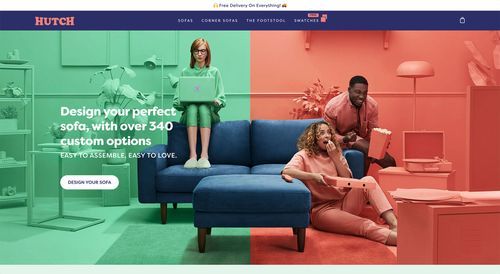 Free Delivery On Everything!
HUTCH
SOFAS CORNER SOFAS THE FOOTSTOOL SWATCHES
Design your perfect
sofa, with over 340
custom options
EASY TO ASSEMBLE, EASY TO LOVE.
DESIGN YOUR SOFA